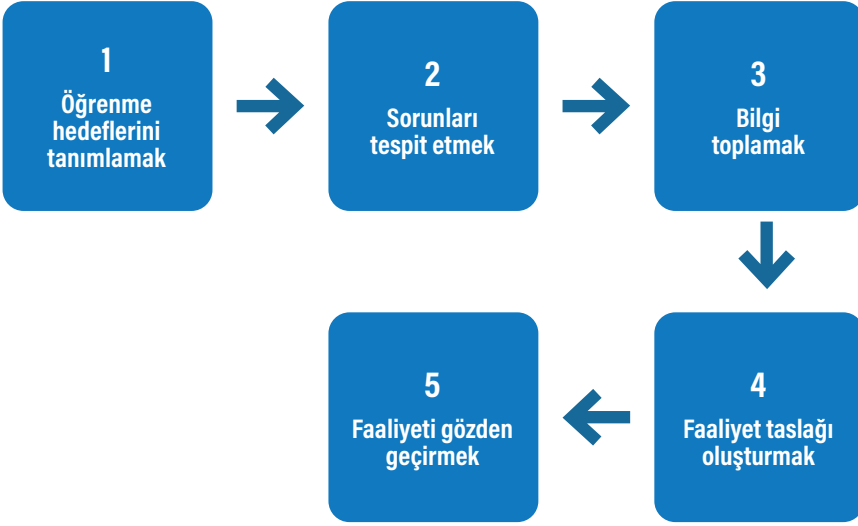 1
Öğrenme
hedeflerini
tanımlamak
2
Sorunları
tespit etmek
3
Bilgi
toplamak
4
Faaliyet taslağı
oluşturmak
5
Faaliyeti gözden
geçirmek